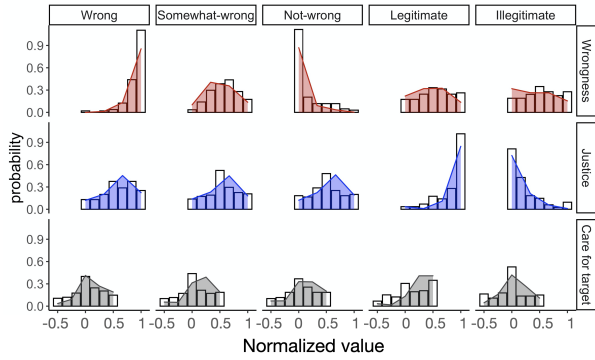 Wrong Somewhat-wrong Not-wrong Legitimate Illegitimate
0.9
0.6
0.3
0.0
Wrongness
0.9
0.6
0.3
0.0
Justice
0.9
0.6
0.3
0.0
Care for target
probability
-0.5 0 0.5 1 -0.5 0 0.5 1 -0.5 0 0.5 1 -0.5 0 0.5 1 -0.5 0 0.5 1
Normalized value